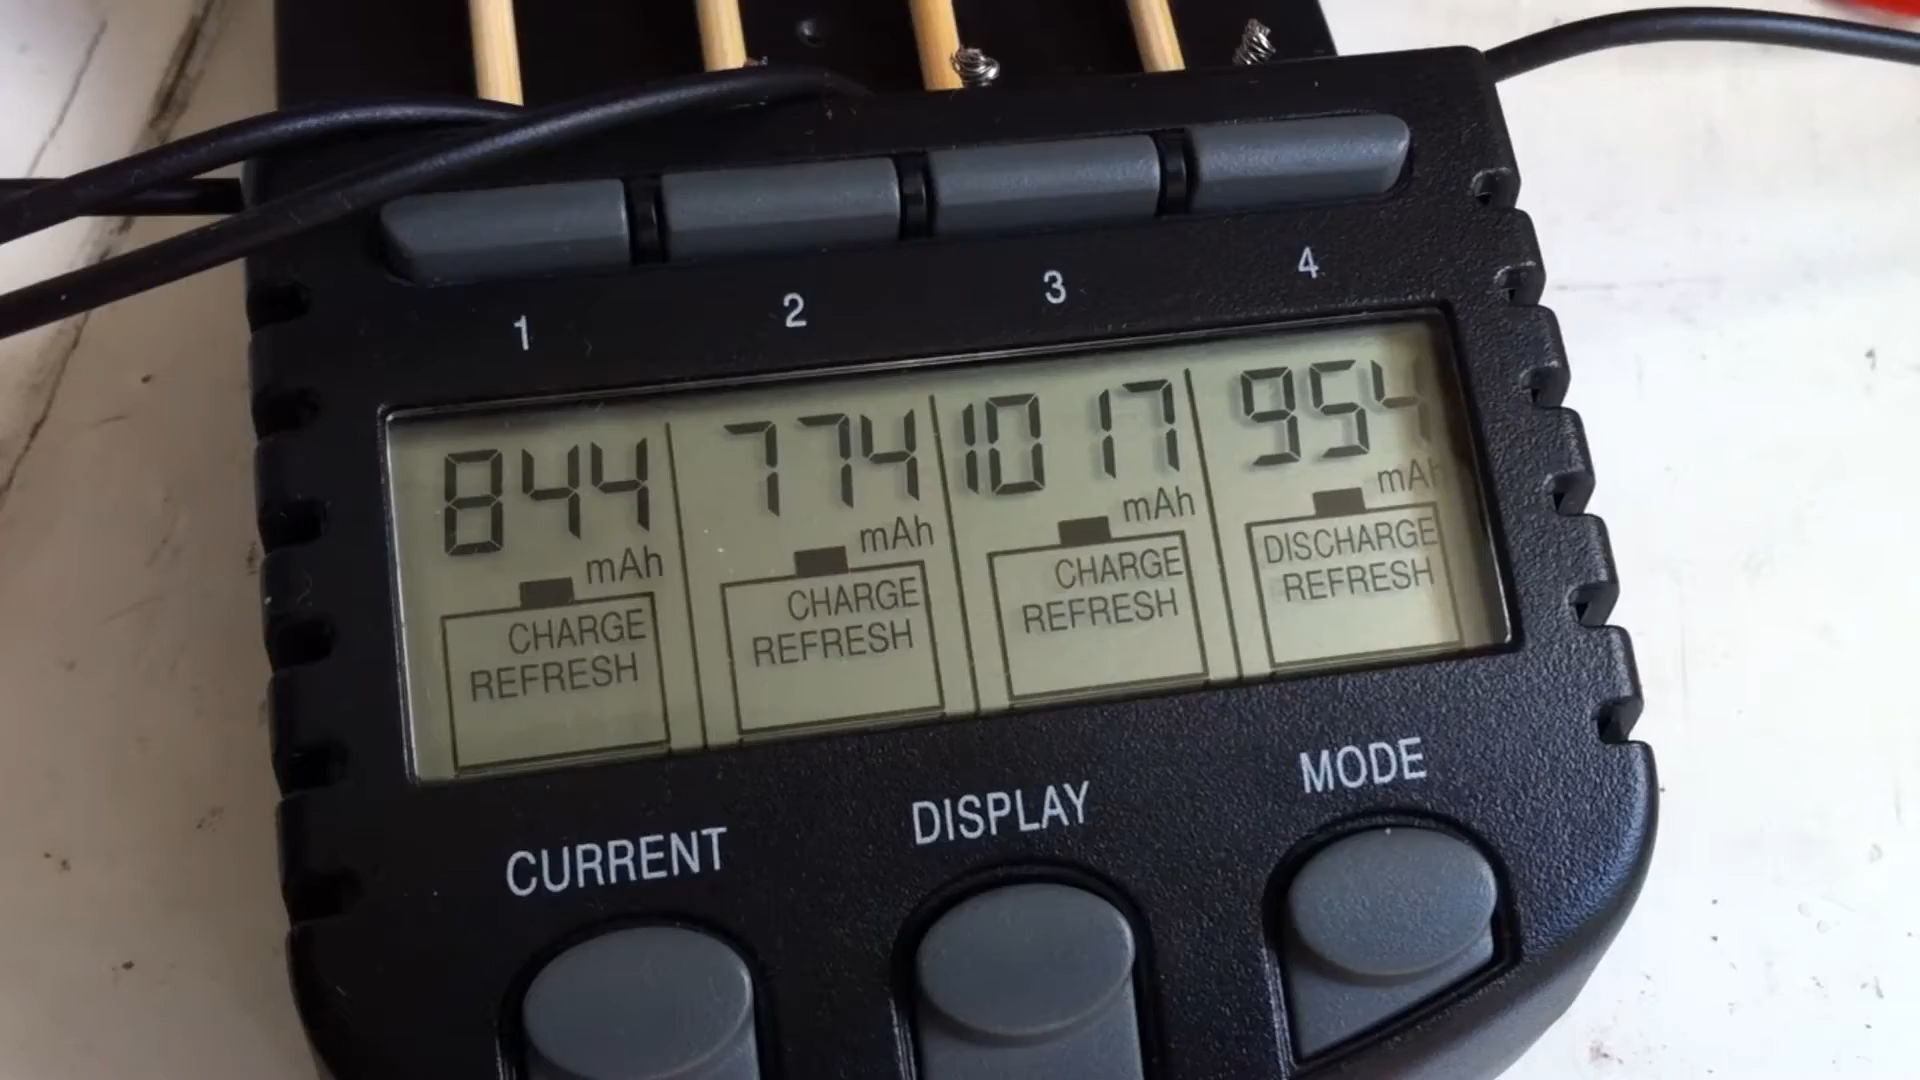 1 2 3 4
844 mAh 774 mAh 1017 mAh 954 mAh
CHARGE CHARGE CHARGE DISCHARGE
REFRESH REFRESH REFRESH REFRESH
CURRENT DISPLAY MODE